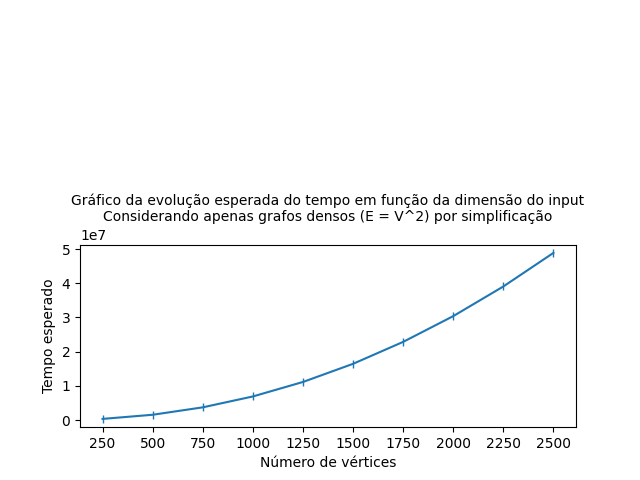 Gráfico da evolução esperada do tempo em função da dimensão do input
Considerando apenas grafos densos (E = V^2) por simplificação
1e7
5
4
3
2
1
0
Tempo esperado
250 500 750 1000 1250 1500 1750 2000 2250 2500
Número de vértices